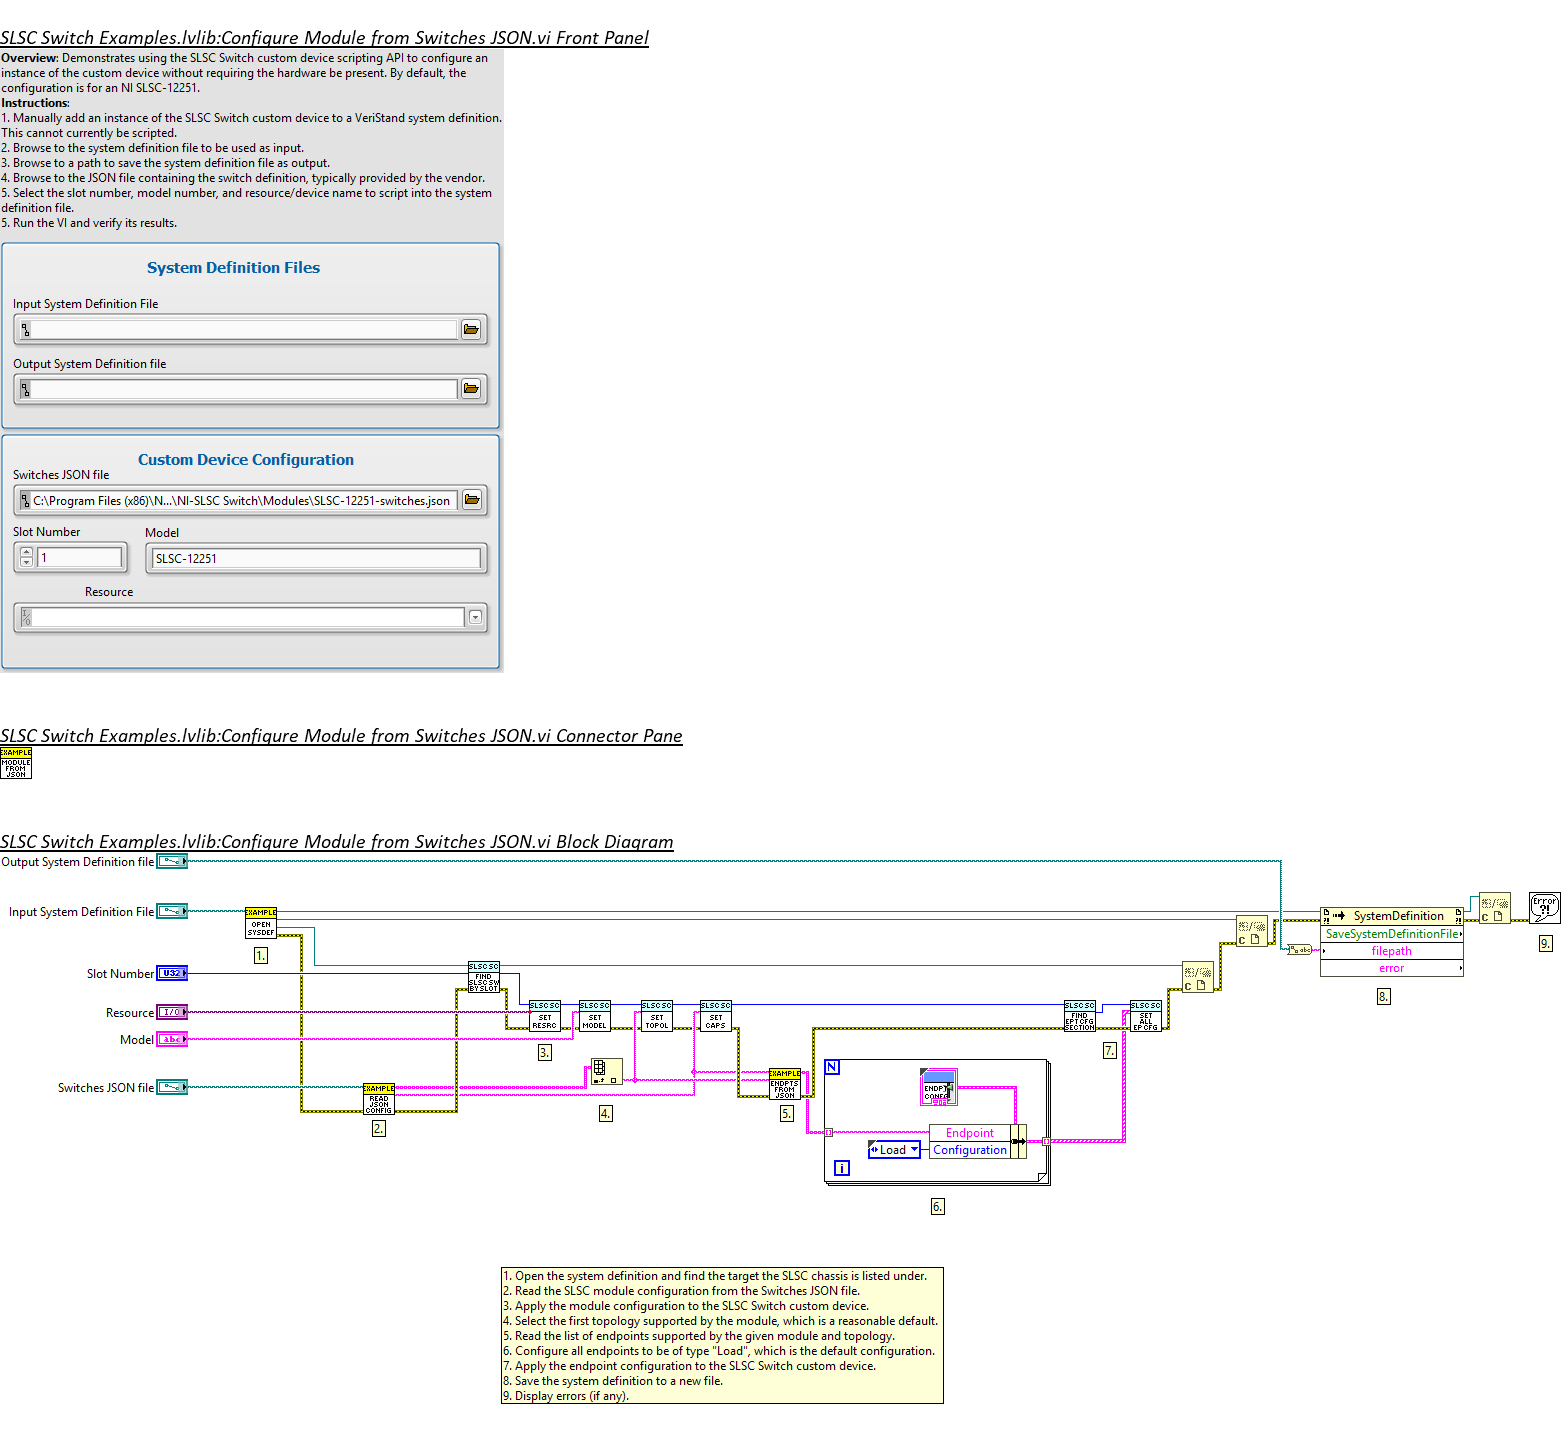 SLSC Switch Examples.lvlib:Configure Module from Switches JSON.vi Front Panel
Overview: Demonstrates using the SLSC Switch custom device scripting API to configure an
instance of the custom device without requiring the hardware be present. By default, the
configuration is for an NI SLSC-12251.
Instructions:
1. Manually add an instance of the SLSC Switch custom device to a VeriStand system definition.
This cannot currently be scripted.
2. Browse to the system definition file to be used as input.
3. Browse to a path to save the system definition file as output.
4. Browse to the JSON file containing the switch definition, typically provided by the vendor.
5. Select the slot number, model number, and resource/device name to script into the system
definition file.
5. Run the VI and verify its results.
System Definition Files
Input System Definition File
Output System Definition file
Custom Device Configuration
Switches JSON file
C:\Program Files (x86)\N...\NI-SLSC Switch\Modules\SLSC-12251-switches.json
Slot Number
Model
1
SLSC-12251
Resource
I/O
SLSC Switch Examples.lvlib:Configure Module from Switches JSON.vi Connector Pane
EXAMPLE
MODULE
FROM
JSON
SLSC Switch Examples.lvlib:Configure Module from Switches JSON.vi Block Diagram
Output System Definition file
Input System Definition File
EXAMPLE
OPEN
SYSDEF
1.
Slot Number
U32
SLSC SC
FIND
SLSC SW
BY SLOT
Resource
I/O
Model
abc
SLSC SC
SET
RESRC
3.
SLSC SC
SET
MODEL
SLSC SC
SET
TOPOL
SLSC SC
SET
CAPS
Switches JSON file
EXAMPLE
READ
JSON
CONFIG
2.
4.
EXAMPLE
ENDPTS
FROM
JSON
5.
N
ENDPT
CONFG
Endpoint
Load
Configuration
i
6.
SLSC SC
FIND
EPT CFG
SECTION
SLSC SC
SET
ALL
EP CFG
7.
C
C
SystemDefinition
SaveSystemDefinitionFile
abc
filepath
error
8.
C
Error
?!
9.
1. Open the system definition and find the target the SLSC chassis is listed under.
2. Read the SLSC module configuration from the Switches JSON file.
3. Apply the module configuration to the SLSC Switch custom device.
4. Select the first topology supported by the module, which is a reasonable default.
5. Read the list of endpoints supported by the given module and topology.
6. Configure all endpoints to be of type "Load", which is the default configuration.
7. Apply the endpoint configuration to the SLSC Switch custom device.
8. Save the system definition to a new file.
9. Display errors (if any).